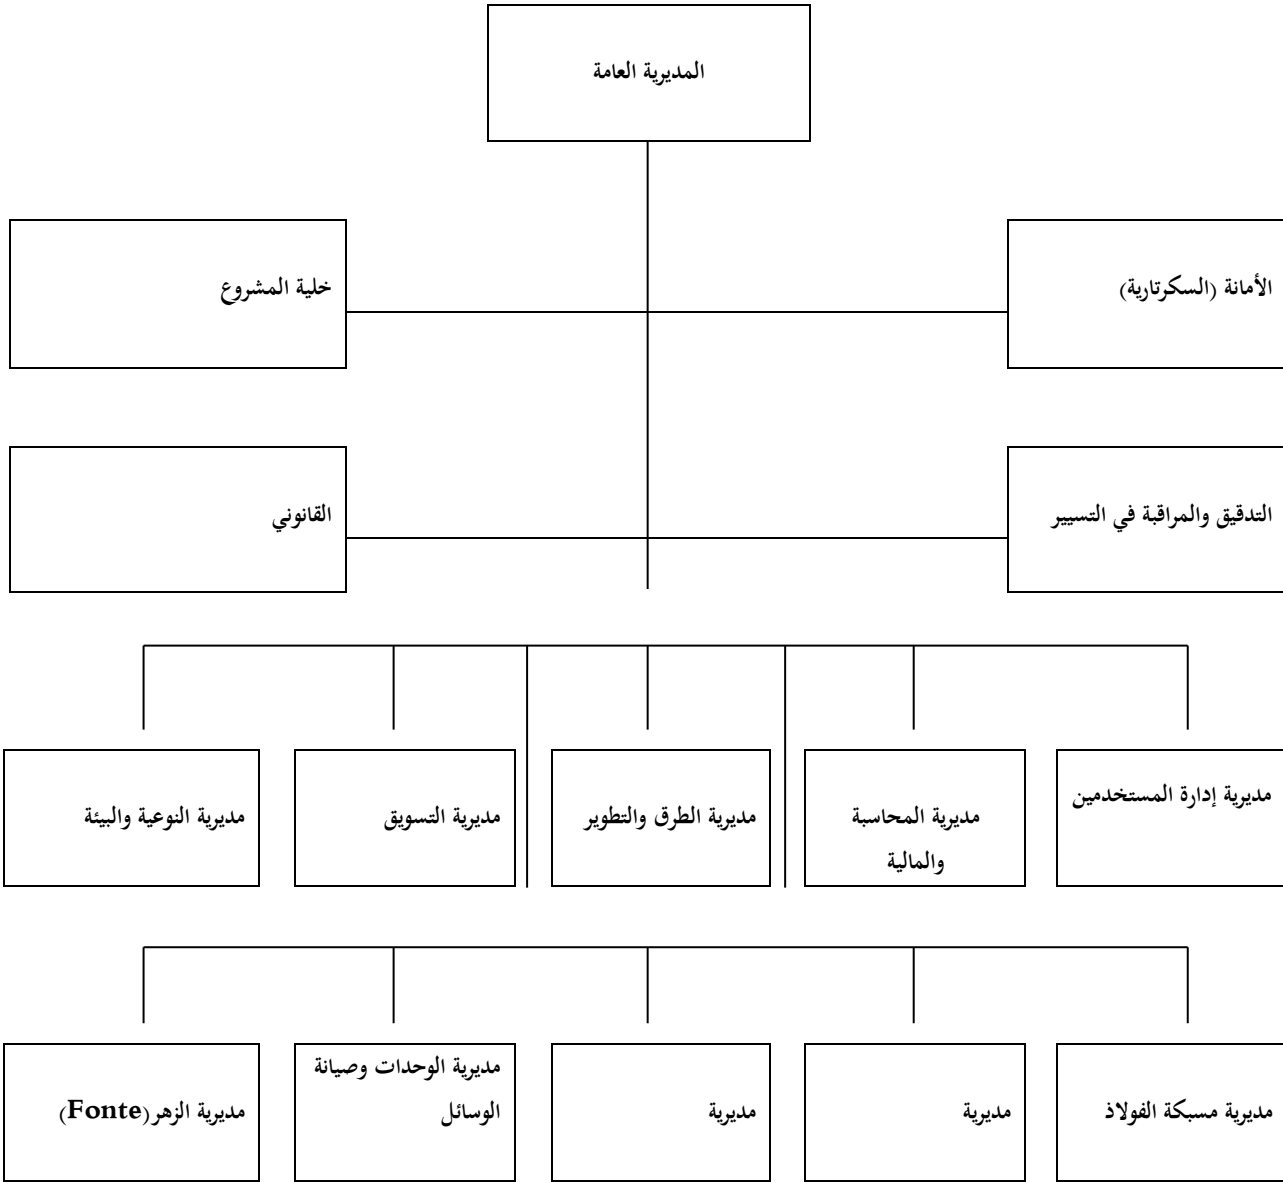 المديرية العامة
الأمانة (السكرتارية)
خلية المشروع
التدقيق والمراقبة في التسيير
القانوني
مديرية إدارة المستخدمين
مديرية المحاسبة
والمالية
مديرية الطرق والتطوير
مديرية التسويق
مديرية النوعية والبيئة
مديرية مسبكة الفولاذ
مديرية
مديرية
مديرية الوحدات وصيانة
الوسائل
مديرية الزهر(Fonte)